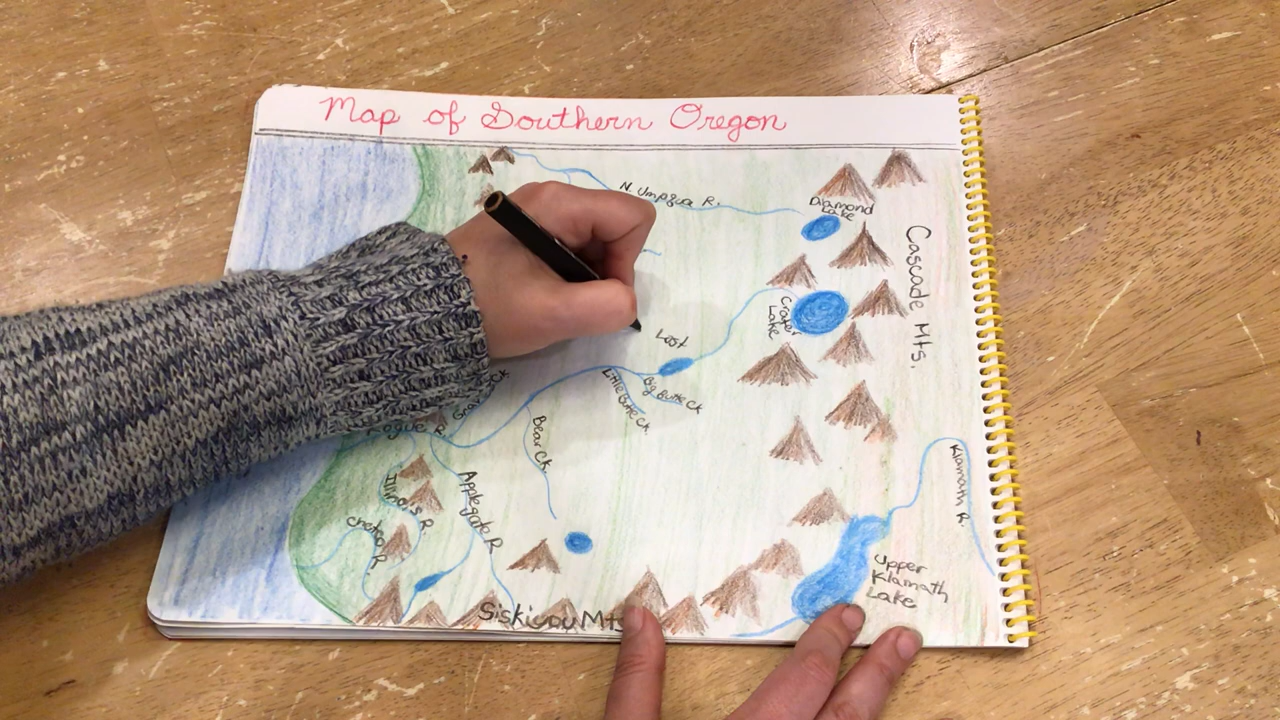 Map of Southern Oregon
N. Umpqua R.
Diamond
Lake
Cascade Mts.
Crater
Lake
Lost
Big Butte Ck
Little Butte Ck.
Bear Ck.
Illinois R.
Applegate R
Chetco R.
Klamath R.
Upper
Klamath
Lake
Siskiyou Mts